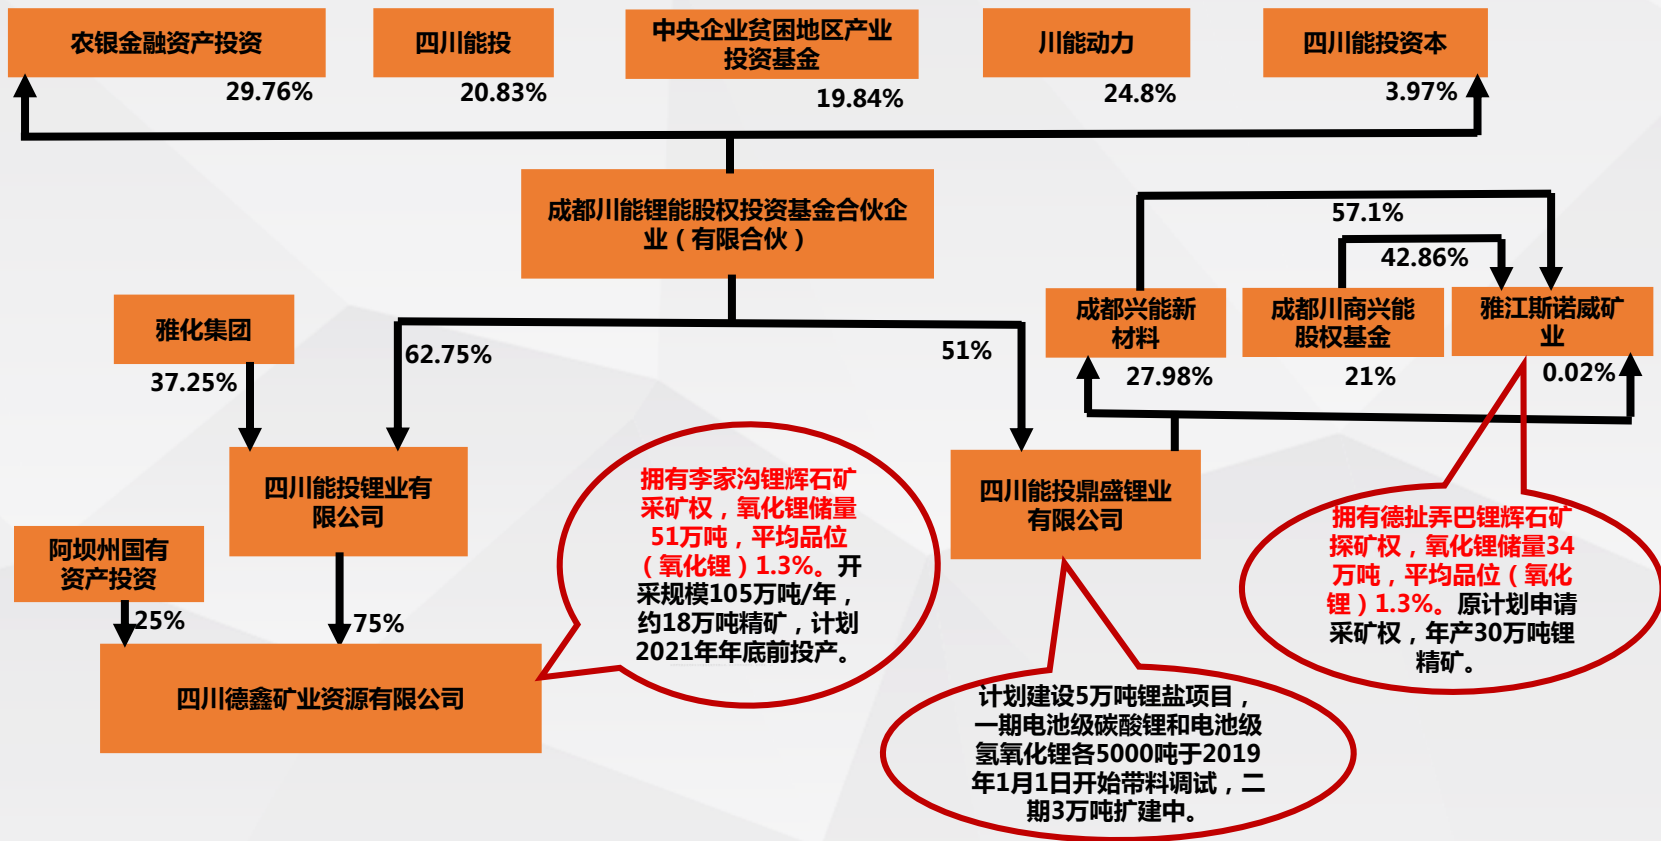 农银金融资产投资
四川能投
中央企业贫困地区产业
投资基金
川能动力
四川能投资本
29.76%
20.83%
19.84%
24.8%
3.97%
成都川能锂能股权投资基金合伙企
业（有限合伙）
57.1%
42.86%
雅化集团
37.25%
62.75%
51%
成都兴能新
材料
成都川商兴能
股权基金
雅江斯诺威矿
业
27.98%
21%
0.02%
四川能投锂业有
限公司
拥有李家沟锂辉石矿
采矿权，氧化锂储量
51万吨，平均品位
（氧化锂）1.3%。开
采规模105万吨/年，
约18万吨精矿，计划
2021年年底前投产。
四川能投鼎盛锂业
有限公司
拥有德扯弄巴锂辉石矿
探矿权，氧化锂储量34
万吨，平均品位（氧化
锂）1.3%。原计划申请
采矿权，年产30万吨锂
精矿。
阿坝州国有
资产投资
25%
75%
四川德鑫矿业资源有限公司
计划建设5万吨锂盐项目，
一期电池级碳酸锂和电池级
氢氧化锂各5000吨于2019
年1月1日开始带料调试，二
期3万吨扩建中。